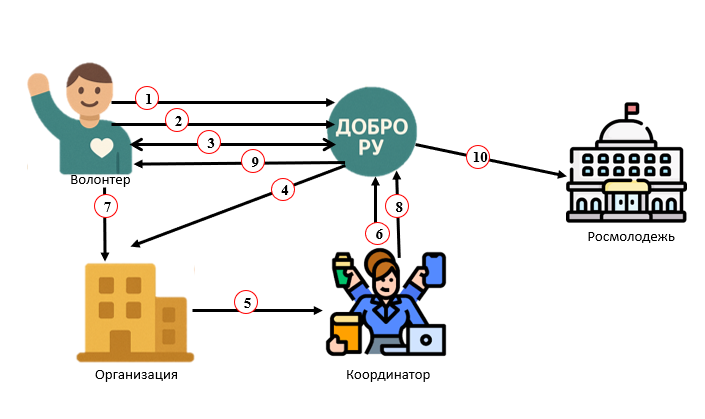 1
2
ДОБРО
РУ
3
9
10
Волонтер
4
7
6
8
Росмолодежь
5
Организация
Координатор